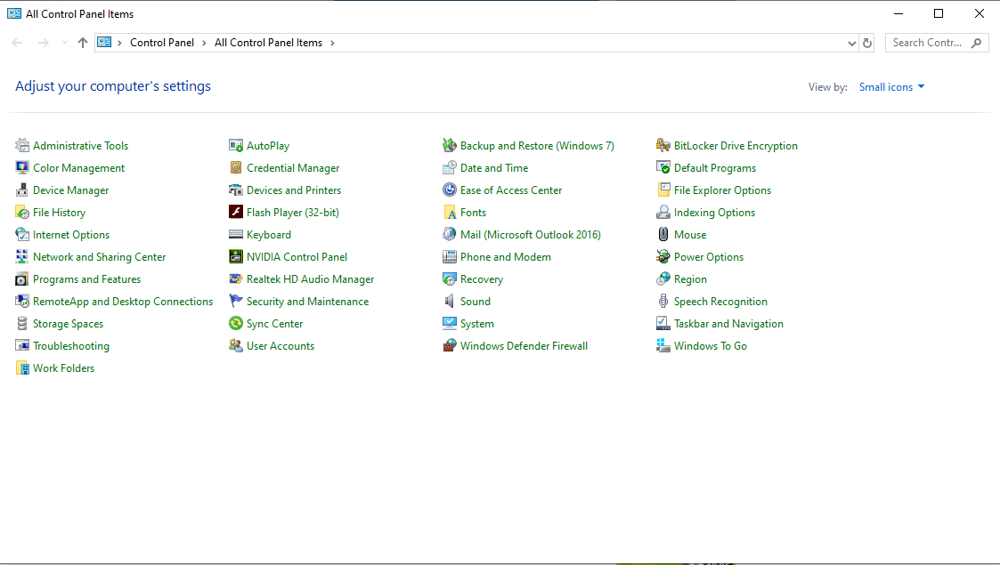 All Control Panel Items
Control Panel All Control Panel Items Search Contr...
Adjust your computer's settings View by: Small icons
Administrative Tools AutoPlay Backup and Restore (Windows 7) BitLocker Drive Encryption
Color Management Credential Manager Date and Time Default Programs
Device Manager Devices and Printers Ease of Access Center File Explorer Options
File History Flash Player (32-bit) Fonts Indexing Options
Internet Options Keyboard Mail (Microsoft Outlook 2016) Mouse
Network and Sharing Center NVIDIA Control Panel Phone and Modem Power Options
Programs and Features Realtek HD Audio Manager Recovery Region
RemoteApp and Desktop Connections Security and Maintenance Sound Speech Recognition
Storage Spaces Sync Center System Taskbar and Navigation
Troubleshooting User Accounts Windows Defender Firewall Windows To Go
Work Folders